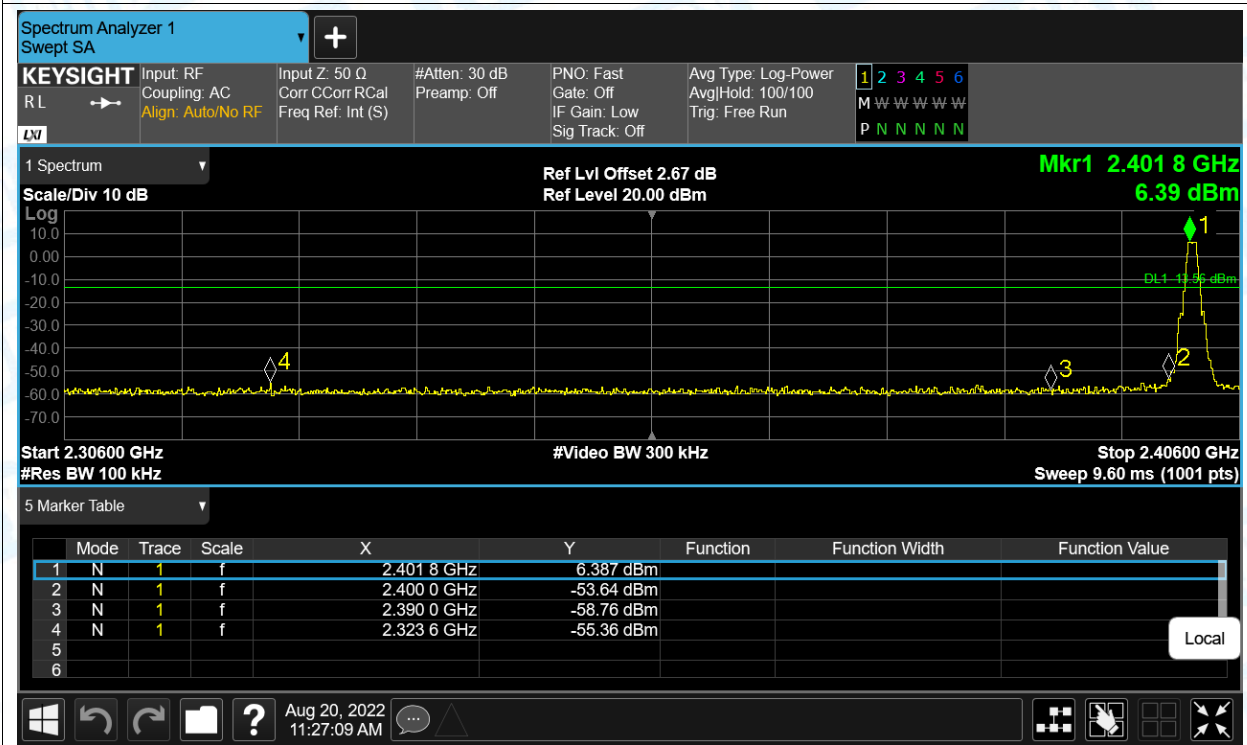 Spectrum Analyzer 1
Swept SA
KEYSIGHT
R L
LXI
Input: RF
Coupling: AC
Align: Auto/No RF
Input Z: 50 Ω
Corr CCorr RCal
Freq Ref: Int (S)
#Atten: 30 dB
Preamp: Off
PNO: Fast
Gate: Off
IF Gain: Low
Sig Track: Off
Avg Type: Log-Power
Avg|Hold: 100/100
Trig: Free Run
1 2 3 4 5 6
M W W W W W
P N N N N N
1 Spectrum
Scale/Div 10 dB
Ref Lvl Offset 2.67 dB
Ref Level 20.00 dBm
Mkr1 2.401 8 GHz
6.39 dBm
Log
10.0
0.00
-10.0
-20.0
-30.0
-40.0
-50.0
-60.0
-70.0
1
DL1 -13.56 dBm
2
3
4
Start 2.30600 GHz
#Video BW 300 kHz
Stop 2.40600 GHz
#Res BW 100 kHz
Sweep 9.60 ms (1001 pts)
5 Marker Table
Mode Trace Scale X Y Function Function Width Function Value
1 N 1 f 2.401 8 GHz 6.387 dBm
2 N 1 f 2.400 0 GHz -53.64 dBm
3 N 1 f 2.390 0 GHz -58.76 dBm
4 N 1 f 2.323 6 GHz -55.36 dBm
5
6
Local
?
Aug 20, 2022
11:27:09 AM